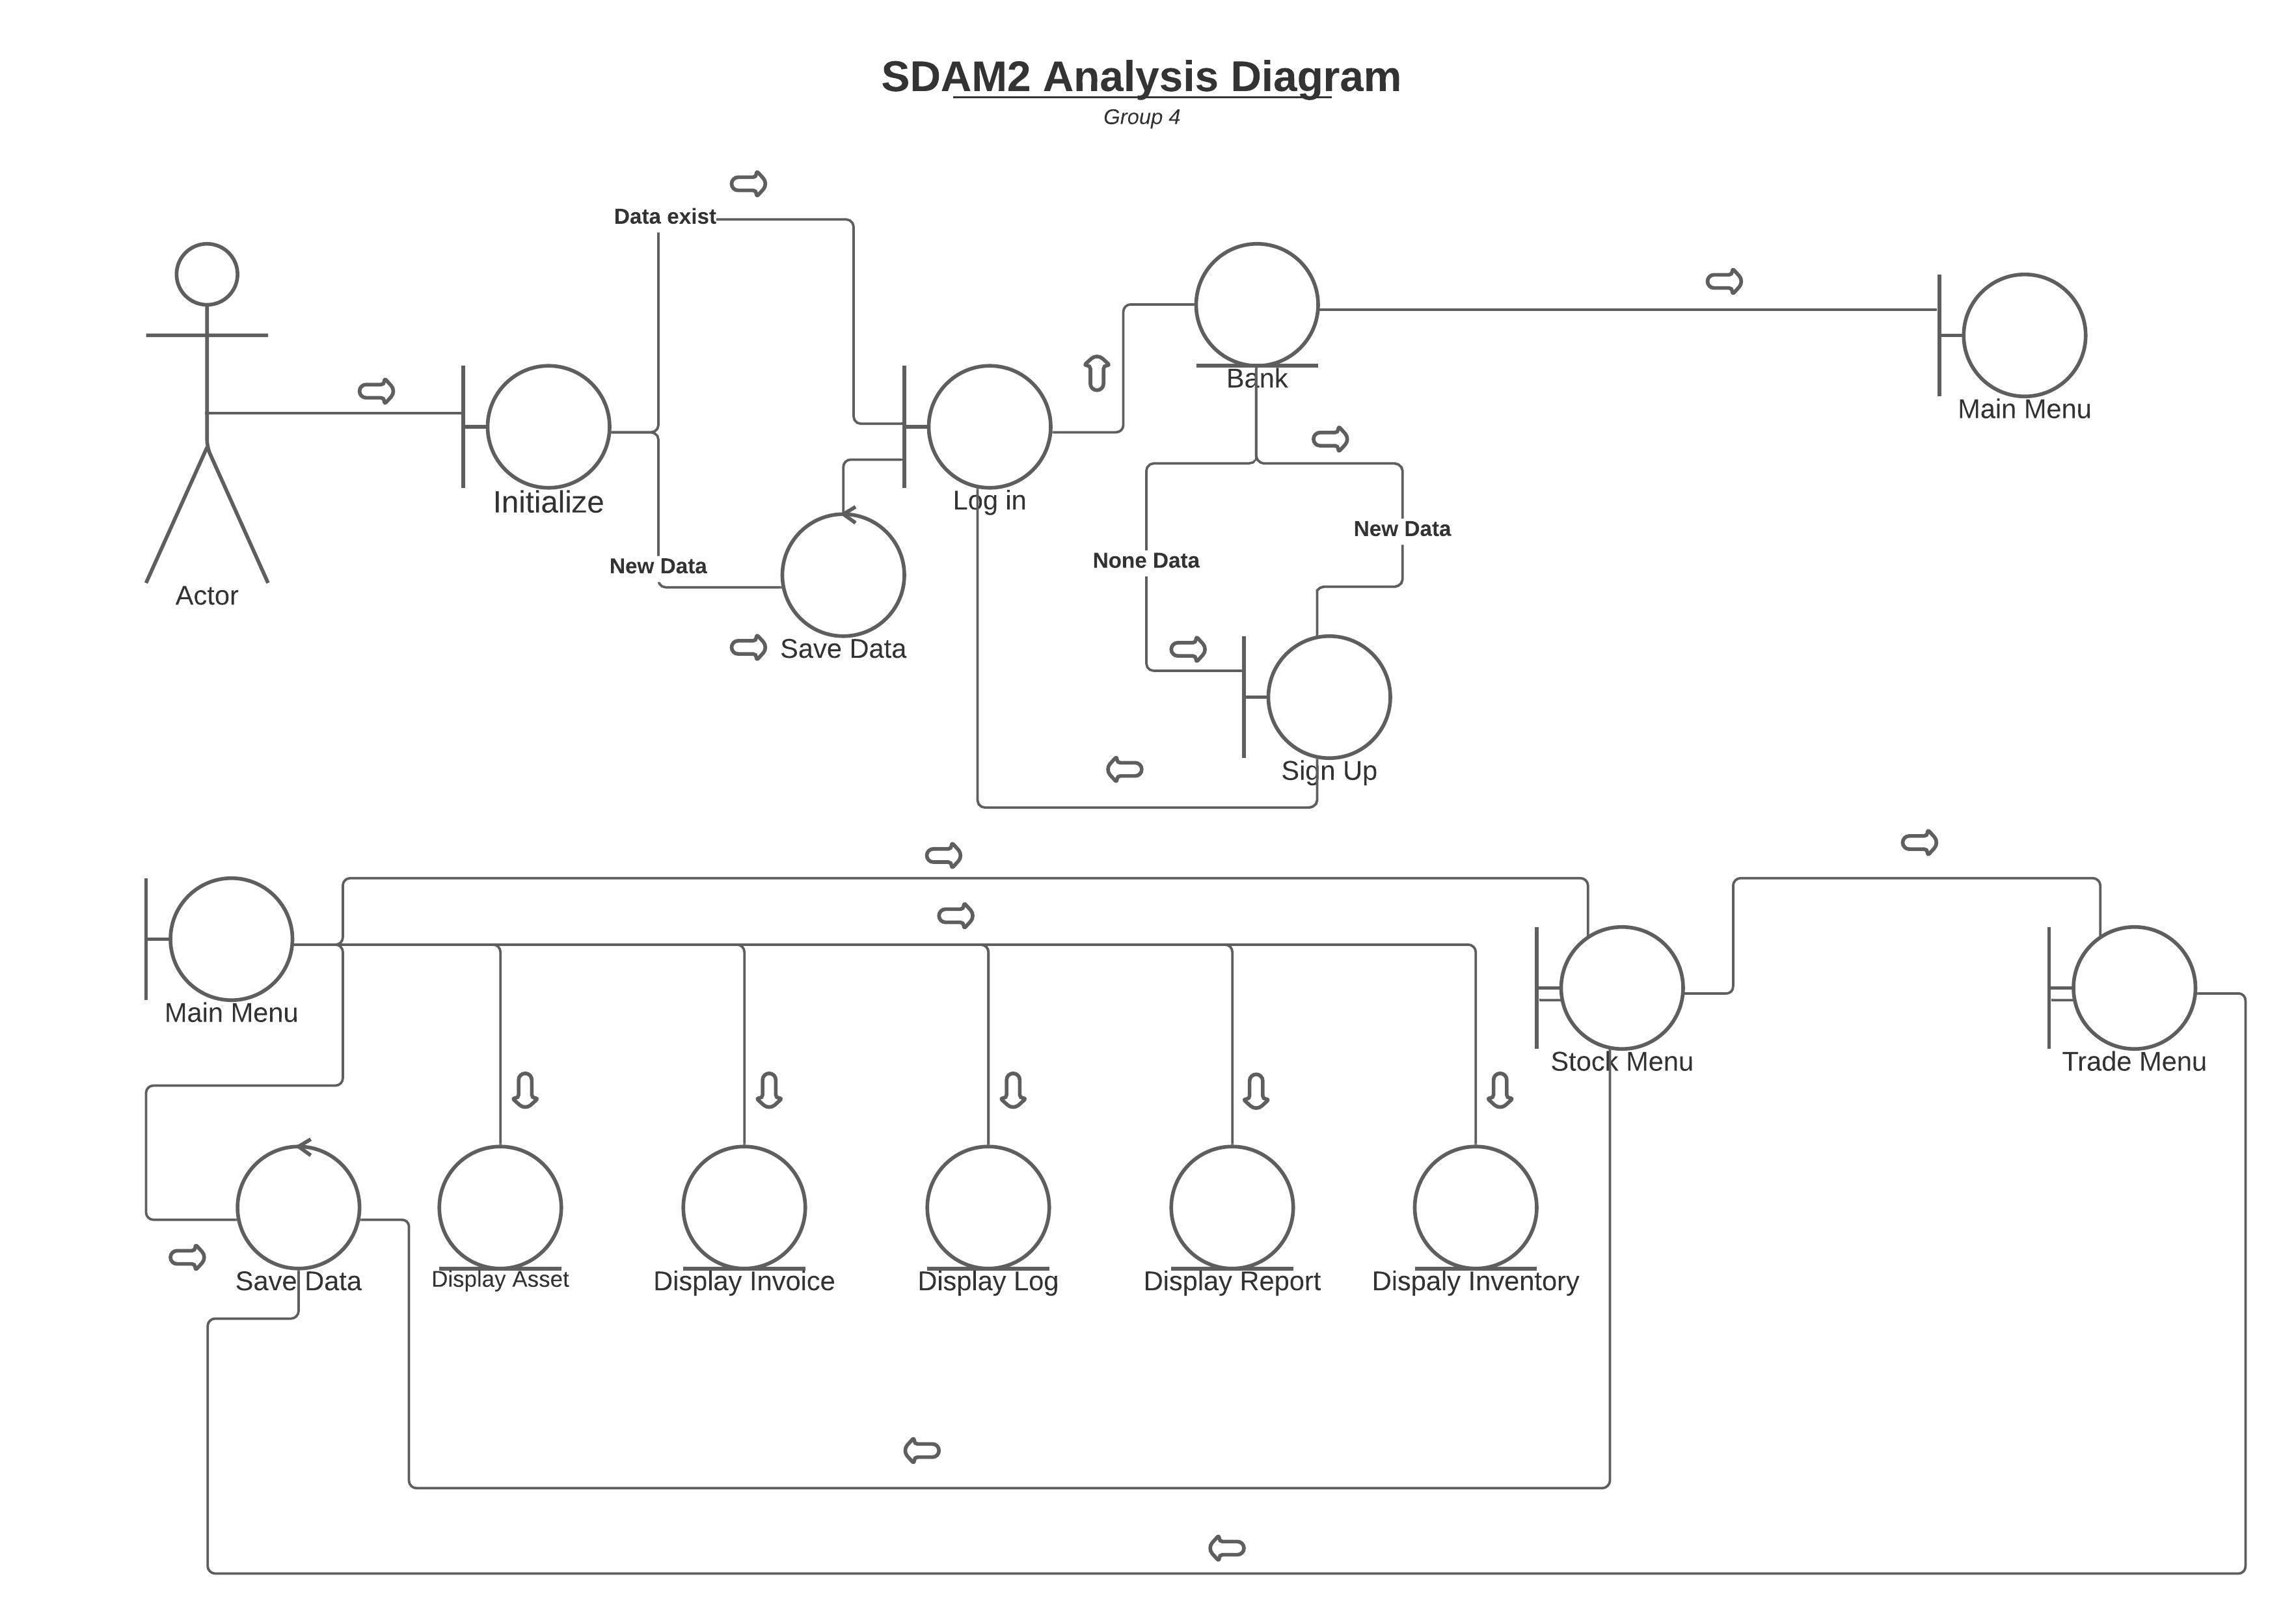 SDAM2 Analysis Diagram
Group 4
Data exist
Bank
Main Menu
Initialize
Log in
New Data
None Data
New Data
Actor
Save Data
Sign Up
Main Menu
Stock Menu
Trade Menu
Save Data
Display Asset
Display Invoice
Display Log
Display Report
Dispaly Inventory